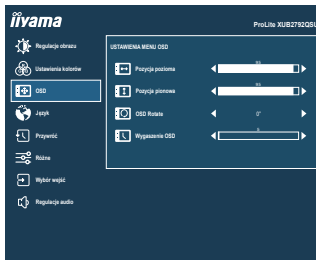 iiyama
ProLite XUB2792QSU
Regulacje obrazu
Ustawienia kolorów
OSD
Język
Przywróć
Różne
Wybór wejść
Regulacje audio
USTAWIENIA MENU OSD
Pozycja pozioma
Pozycja pionowa
OSD Rotate
0°
Wygaszenie OSD